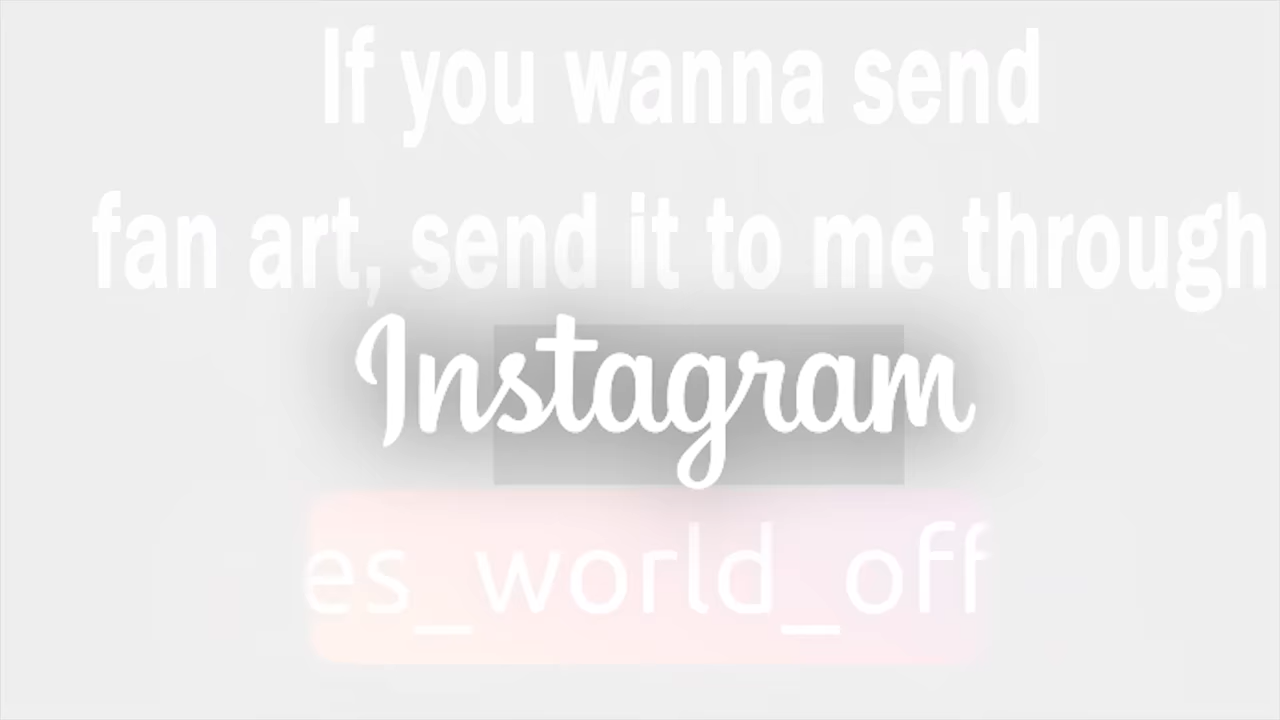 If you wanna send
fan art, send it to me through
Instagram
es_world_off